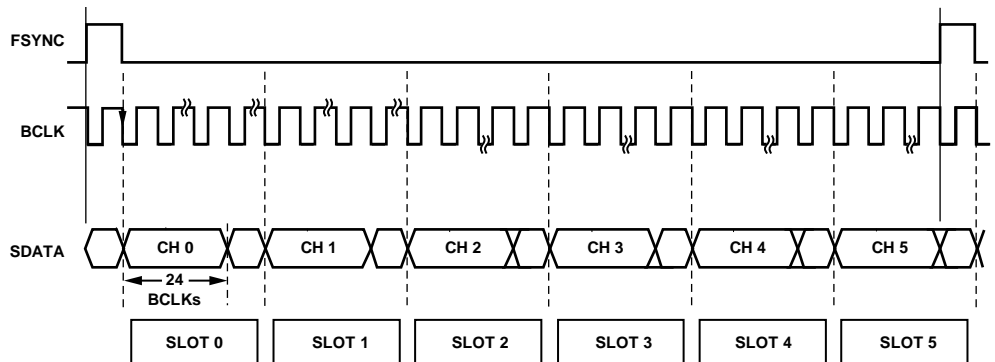 FSYNC
BCLK
SDATA
CH 0
CH 1
CH 2
CH 3
CH 4
CH 5
24
BCLKs
SLOT 0
SLOT 1
SLOT 2
SLOT 3
SLOT 4
SLOT 5